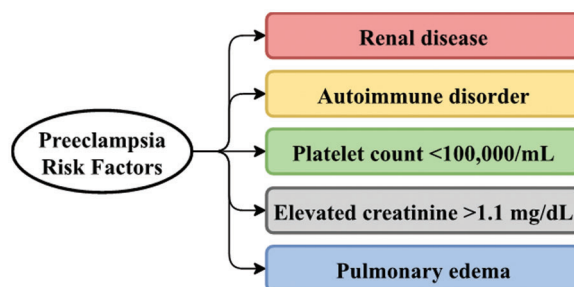 Preeclampsia
Risk Factors
Renal disease
Autoimmune disorder
Platelet count <100,000/mL
Elevated creatinine >1.1 mg/dL
Pulmonary edema